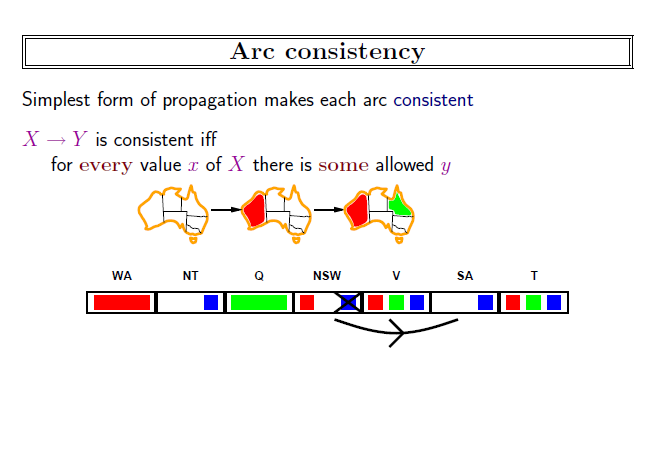 Arc consistency
Simplest form of propagation makes each arc consistent
X → Y is consistent iff
for every value x of X there is some allowed y
WA NT Q NSW V SA T